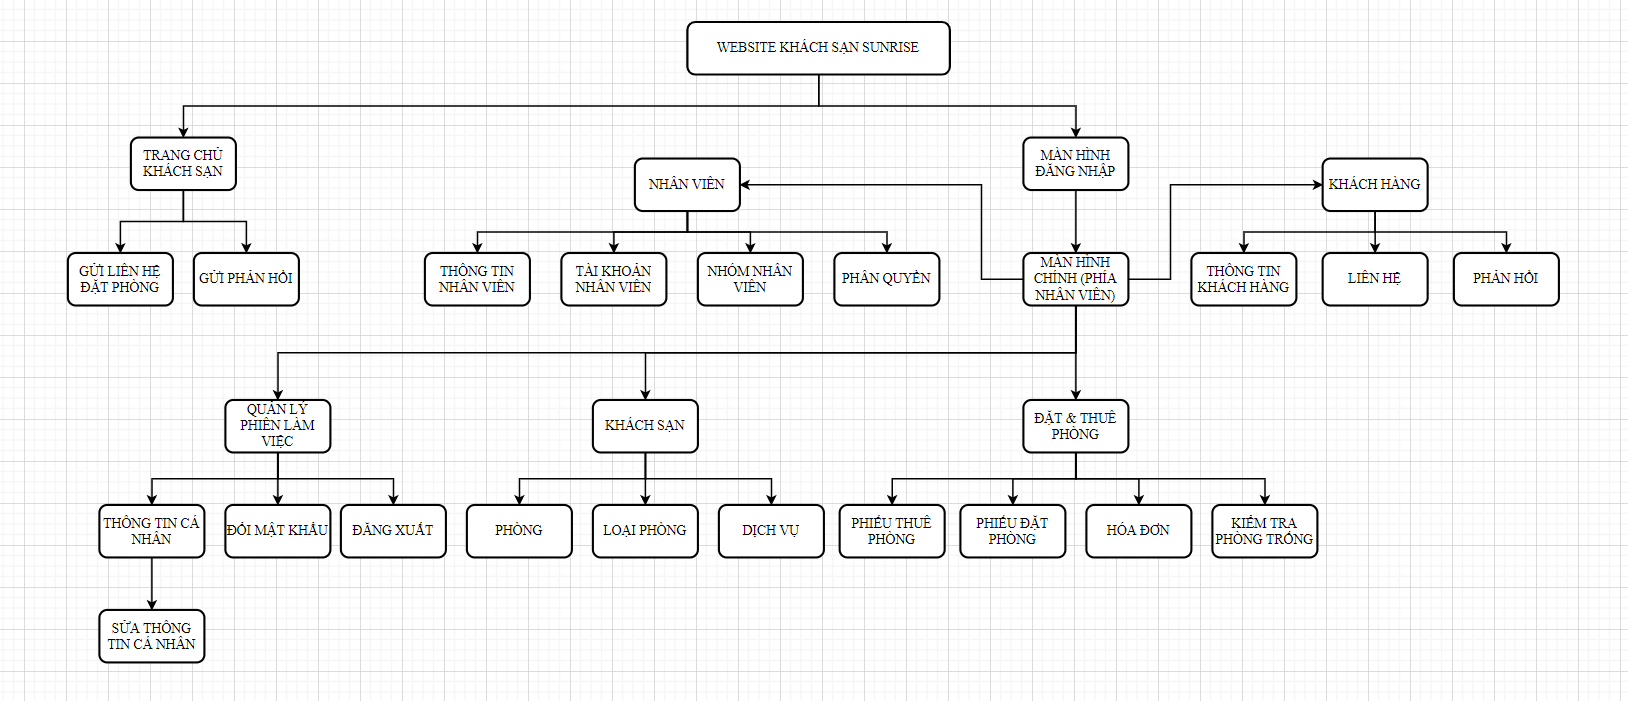 WEBSITE KHÁCH SẠN SUNRISE
TRANG CHỦ
KHÁCH SẠN
NHÂN VIÊN
MÀN HÌNH
ĐĂNG NHẬP
KHÁCH HÀNG
GỬI LIÊN HỆ
ĐẶT PHÒNG
GỬI PHẢN HỒI
THÔNG TIN
NHÂN VIÊN
TÀI KHOẢN
NHÂN VIÊN
NHÓM NHÂN
VIÊN
PHÂN QUYỀN
MÀN HÌNH
CHÍNH (PHÍA
NHÂN VIÊN)
THÔNG TIN
KHÁCH HÀNG
LIÊN HỆ
PHẢN HỒI
QUẢN LÝ
PHIÊN LÀM
VIỆC
KHÁCH SẠN
ĐẶT & THUÊ
PHÒNG
THÔNG TIN CÁ
NHÂN
ĐỔI MẬT KHẨU
ĐĂNG XUẤT
PHÒNG
LOẠI PHÒNG
DỊCH VỤ
PHIẾU THUÊ
PHÒNG
PHIẾU ĐẶT
PHÒNG
HÓA ĐƠN
KIỂM TRA
PHÒNG TRỐNG
SỬA THÔNG
TIN CÁ NHÂN